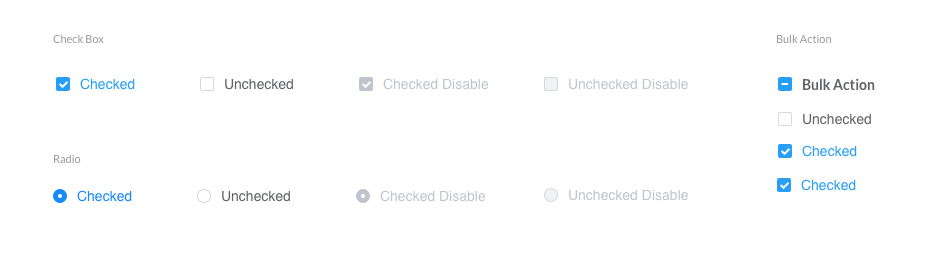 Check Box
Checked Unchecked Checked Disable Unchecked Disable
Radio
Checked Unchecked Checked Disable Unchecked Disable
Bulk Action
Bulk Action
Unchecked
Checked
Checked